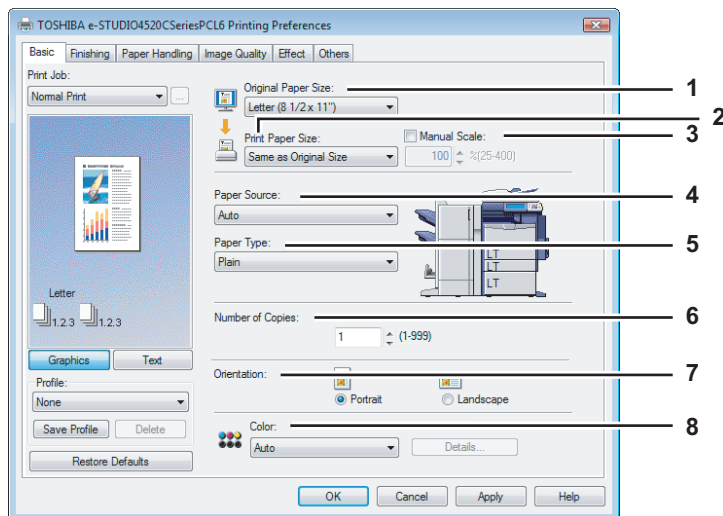 TOSHIBA e-STUDIO4520CSeriesPCL6 Printing Preferences
Basic Finishing Paper Handling Image Quality Effect Others
Print Job:
Normal Print
...
Letter
1.2.3 1.2.3
Graphics Text
Profile:
None
Save Profile Delete
Restore Defaults
Original Paper Size: 1
Letter (8 1/2 x 11") 2
Print Paper Size: Manual Scale: 3
Same as Original Size 100 %(25-400)
Paper Source: 4
Auto
Paper Type: 5
Plain
LT
LT
LT
Number of Copies: 6
1 (1-999)
Orientation: 7
Portrait Landscape
Color: 8
Auto Details...
OK Cancel Apply Help